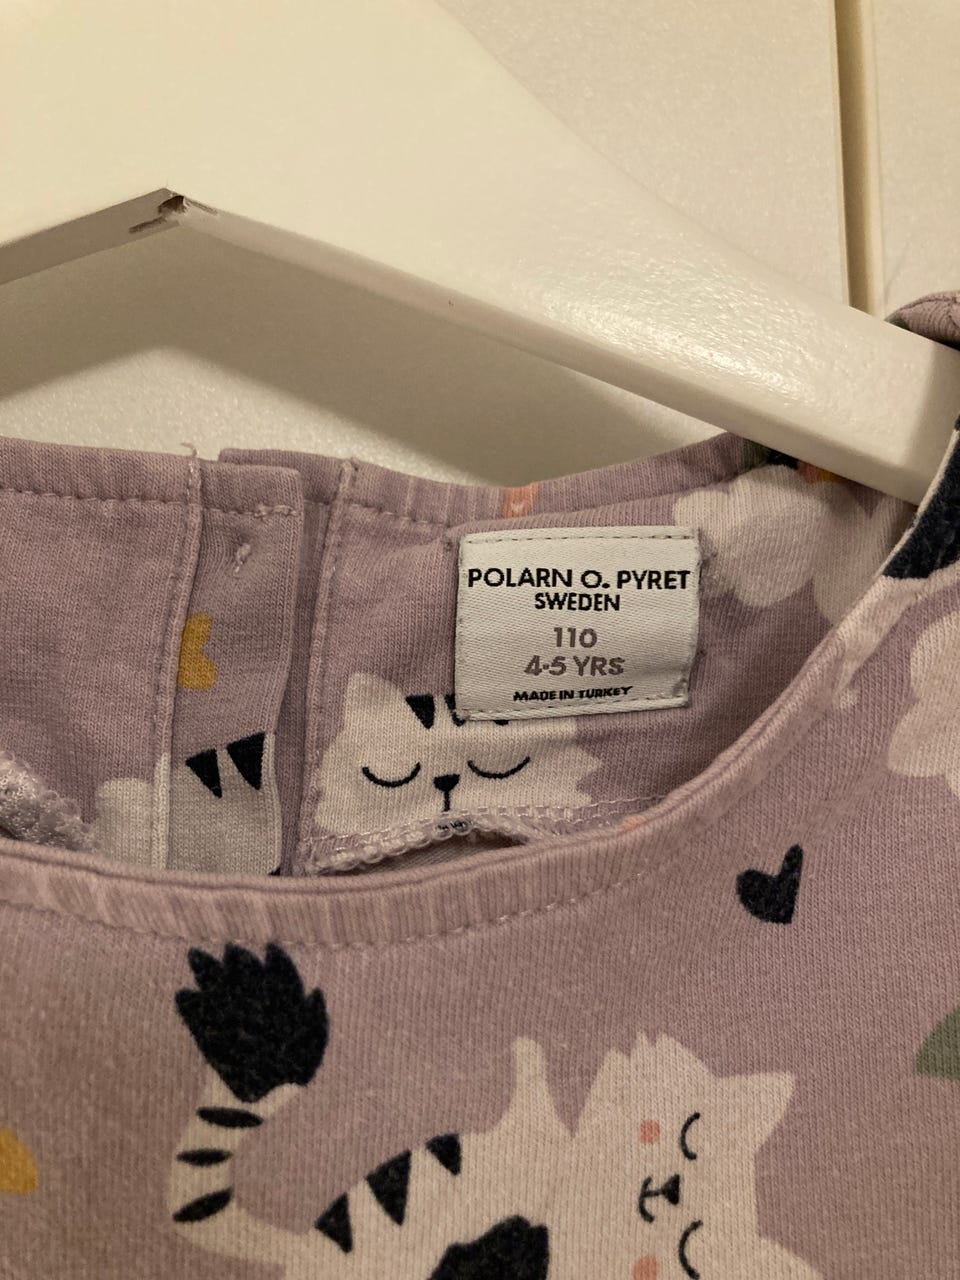 POLARN O. PYRET
SWEDEN
110
4-5 YRS
MADE IN TURKEY